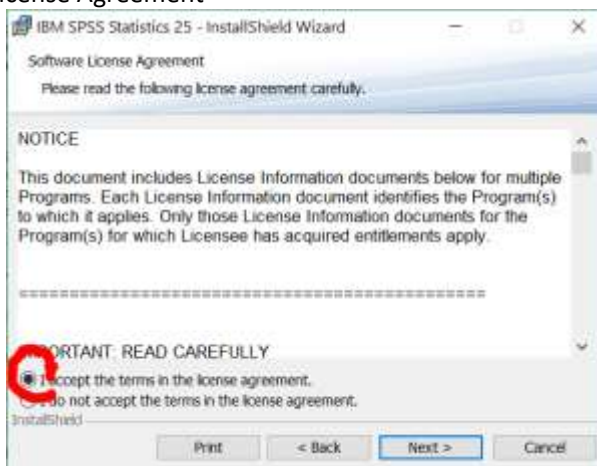 License Agreement
IBM SPSS Statistics 25 - InstallShield Wizard
Software License Agreement
Please read the following license agreement carefully.
NOTICE
This document includes License Information documents below for multiple
Programs. Each License Information document identifies the Program(s)
to which it applies. Only those License Information documents for the
Program(s) for which Licensee has acquired entitlements apply.
==================================================
IMPORTANT: READ CAREFULLY
I accept the terms in the license agreement.
I do not accept the terms in the license agreement.
InstallShield
Print
< Back
Next >
Cancel